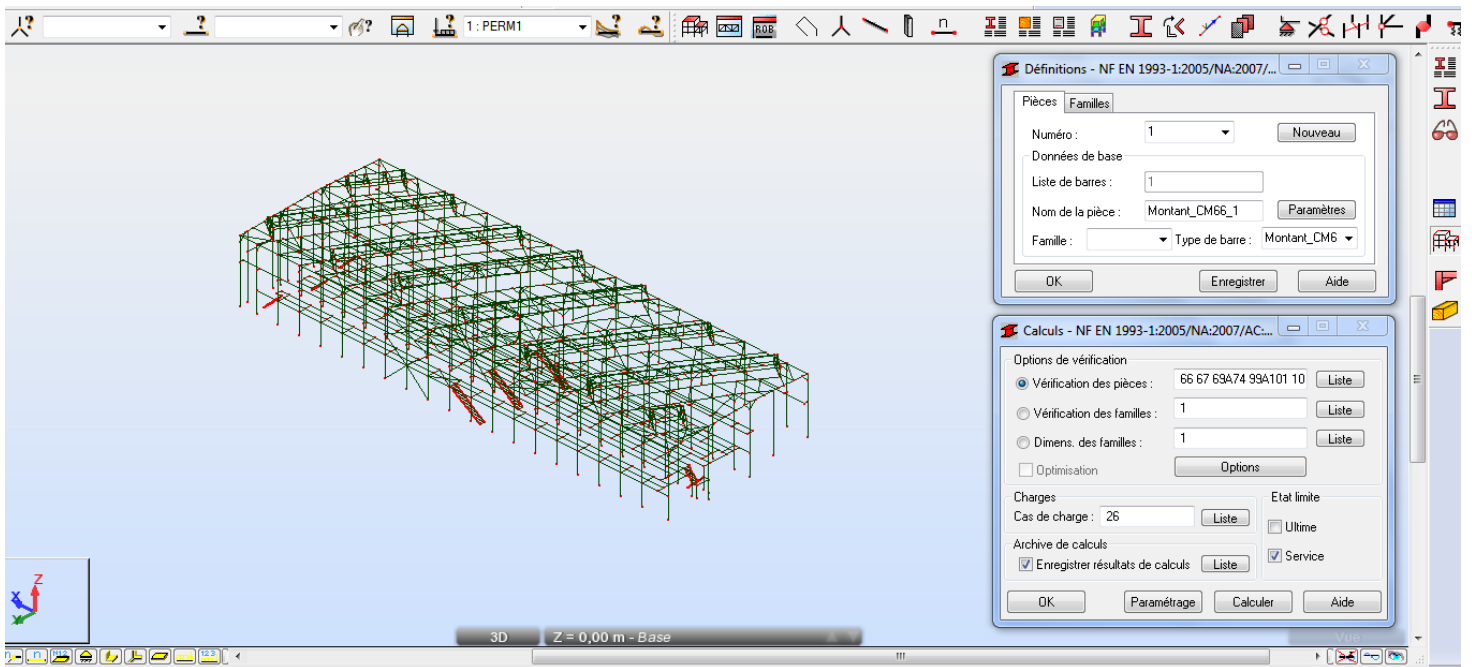 1 : PERM1
ROB
n
Définitions - NF EN 1993-1:2005/NA:2007/...
Pièces
Familles
Numéro :
1
Nouveau
Données de base
Liste de barres :
1
Nom de la pièce :
Montant_CM66_1
Paramètres
Famille :
Type de barre :
Montant_CM6
OK
Enregistrer
Aide
Calculs - NF EN 1993-1:2005/NA:2007/AC:...
Options de vérification
Vérification des pièces :
66 67 69A74 99A101 10
Liste
Vérification des familles :
1
Liste
Dimens. des familles :
1
Liste
Optimisation
Options
Charges
Cas de charge :
26
Liste
Etat limite
Ultime
Service
Archive de calculs
Enregistrer résultats de calculs
Liste
OK
Paramétrage
Calculer
Aide
Z
X
Y
3D
Z = 0,00 m - Base
Vue